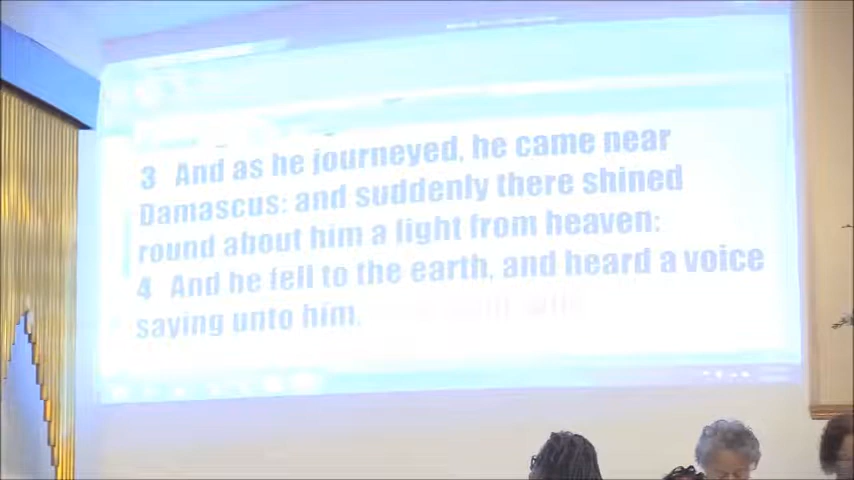 3 And as he journeyed, he came near
Damascus: and suddenly there shined
round about him a light from heaven:
4 And he fell to the earth, and heard a voice
saying unto him,